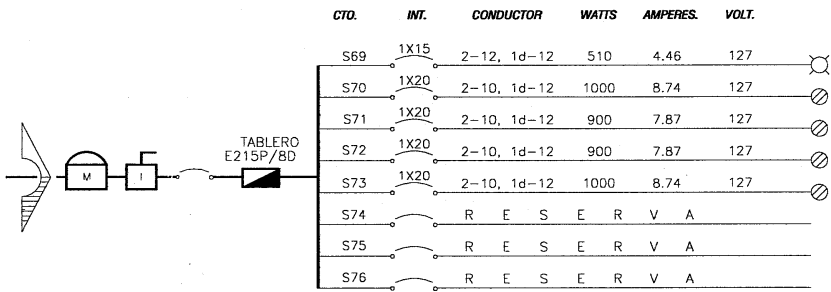 CTO. INT. CONDUCTOR WATTS AMPERES. VOLT.
S69 1X15 2-12, 1d-12 510 4.46 127
S70 1X20 2-10, 1d-12 1000 8.74 127
S71 1X20 2-10, 1d-12 900 7.87 127
S72 1X20 2-10, 1d-12 900 7.87 127
S73 1X20 2-10, 1d-12 1000 8.74 127
S74 R E S E R V A
S75 R E S E R V A
S76 R E S E R V A
TABLERO
E215P/8D
M I